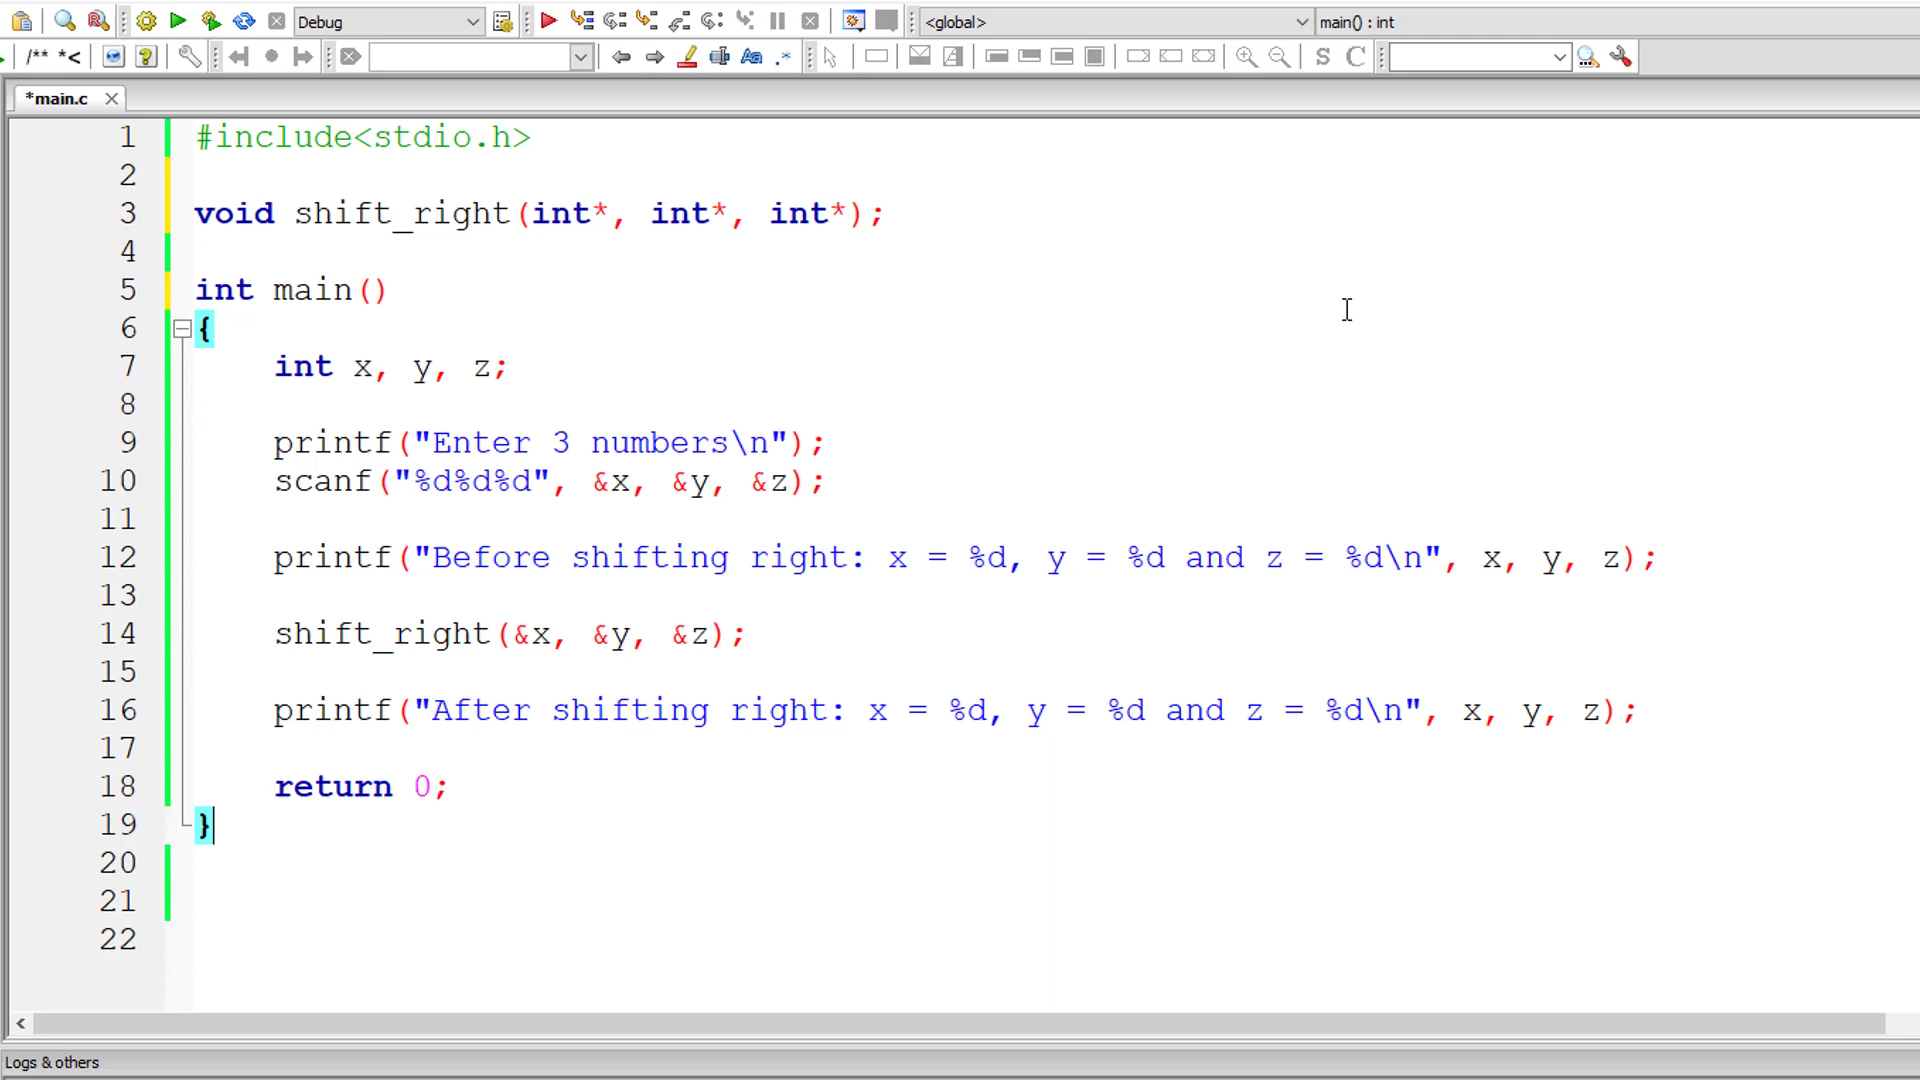 Debug
<global>
main() : int
/** *<
Aa .*
S C
*main.c
1 #include<stdio.h>
2
3 void shift_right(int*, int*, int*);
4
5 int main()
6 {
7 int x, y, z;
8
9 printf("Enter 3 numbers\n");
10 scanf("%d%d%d", &x, &y, &z);
11
12 printf("Before shifting right: x = %d, y = %d and z = %d\n", x, y, z);
13
14 shift_right(&x, &y, &z);
15
16 printf("After shifting right: x = %d, y = %d and z = %d\n", x, y, z);
17
18 return 0;
19 }
20
21
22
Logs & others